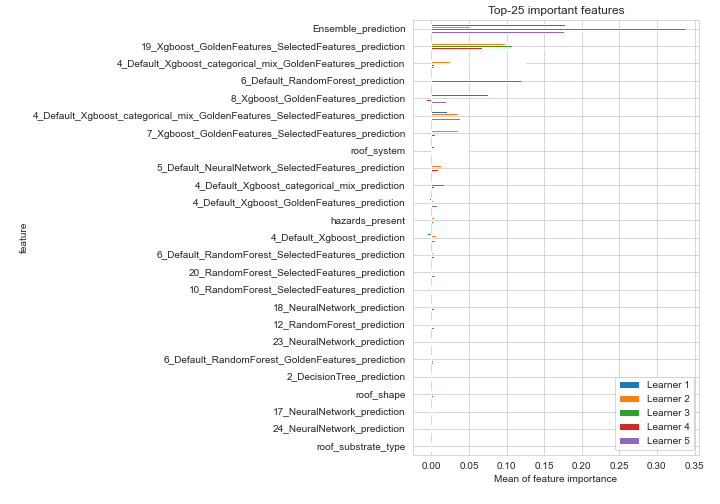 Top-25 important features
Ensemble_prediction
19_Xgboost_GoldenFeatures_SelectedFeatures_prediction
4_Default_Xgboost_categorical_mix_GoldenFeatures_prediction
6_Default_RandomForest_prediction
8_Xgboost_GoldenFeatures_prediction
4_Default_Xgboost_categorical_mix_GoldenFeatures_SelectedFeatures_prediction
7_Xgboost_GoldenFeatures_SelectedFeatures_prediction
roof_system
5_Default_NeuralNetwork_SelectedFeatures_prediction
4_Default_Xgboost_categorical_mix_prediction
4_Default_Xgboost_GoldenFeatures_prediction
hazards_present
4_Default_Xgboost_prediction
6_Default_RandomForest_SelectedFeatures_prediction
20_RandomForest_SelectedFeatures_prediction
10_RandomForest_SelectedFeatures_prediction
18_NeuralNetwork_prediction
12_RandomForest_prediction
23_NeuralNetwork_prediction
6_Default_RandomForest_GoldenFeatures_prediction
2_DecisionTree_prediction
roof_shape
17_NeuralNetwork_prediction
24_NeuralNetwork_prediction
roof_substrate_type
feature
Learner 1
Learner 2
Learner 3
Learner 4
Learner 5
0.00 0.05 0.10 0.15 0.20 0.25 0.30 0.35
Mean of feature importance